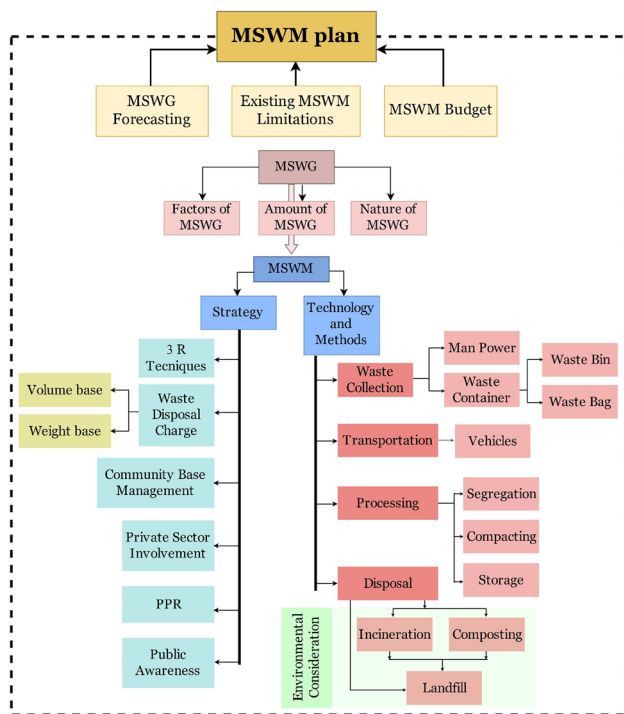 MSWM plan
MSWG
Forecasting
Existing MSWM
Limitations
MSWM Budget
MSWG
Factors of
MSWG
Amount of
MSWG
Nature of
MSWG
MSWM
Strategy
Technology
and
Methods
3 R
Tecniques
Volume base
Weight base
Waste
Disposal
Charge
Community Base
Management
Private Sector
Involvement
PPR
Public
Awareness
Waste
Collection
Man Power
Waste
Container
Waste Bin
Waste Bag
Transportation
Vehicles
Processing
Segregation
Compacting
Storage
Disposal
Environmental
Consideration
Incineration
Composting
Landfill